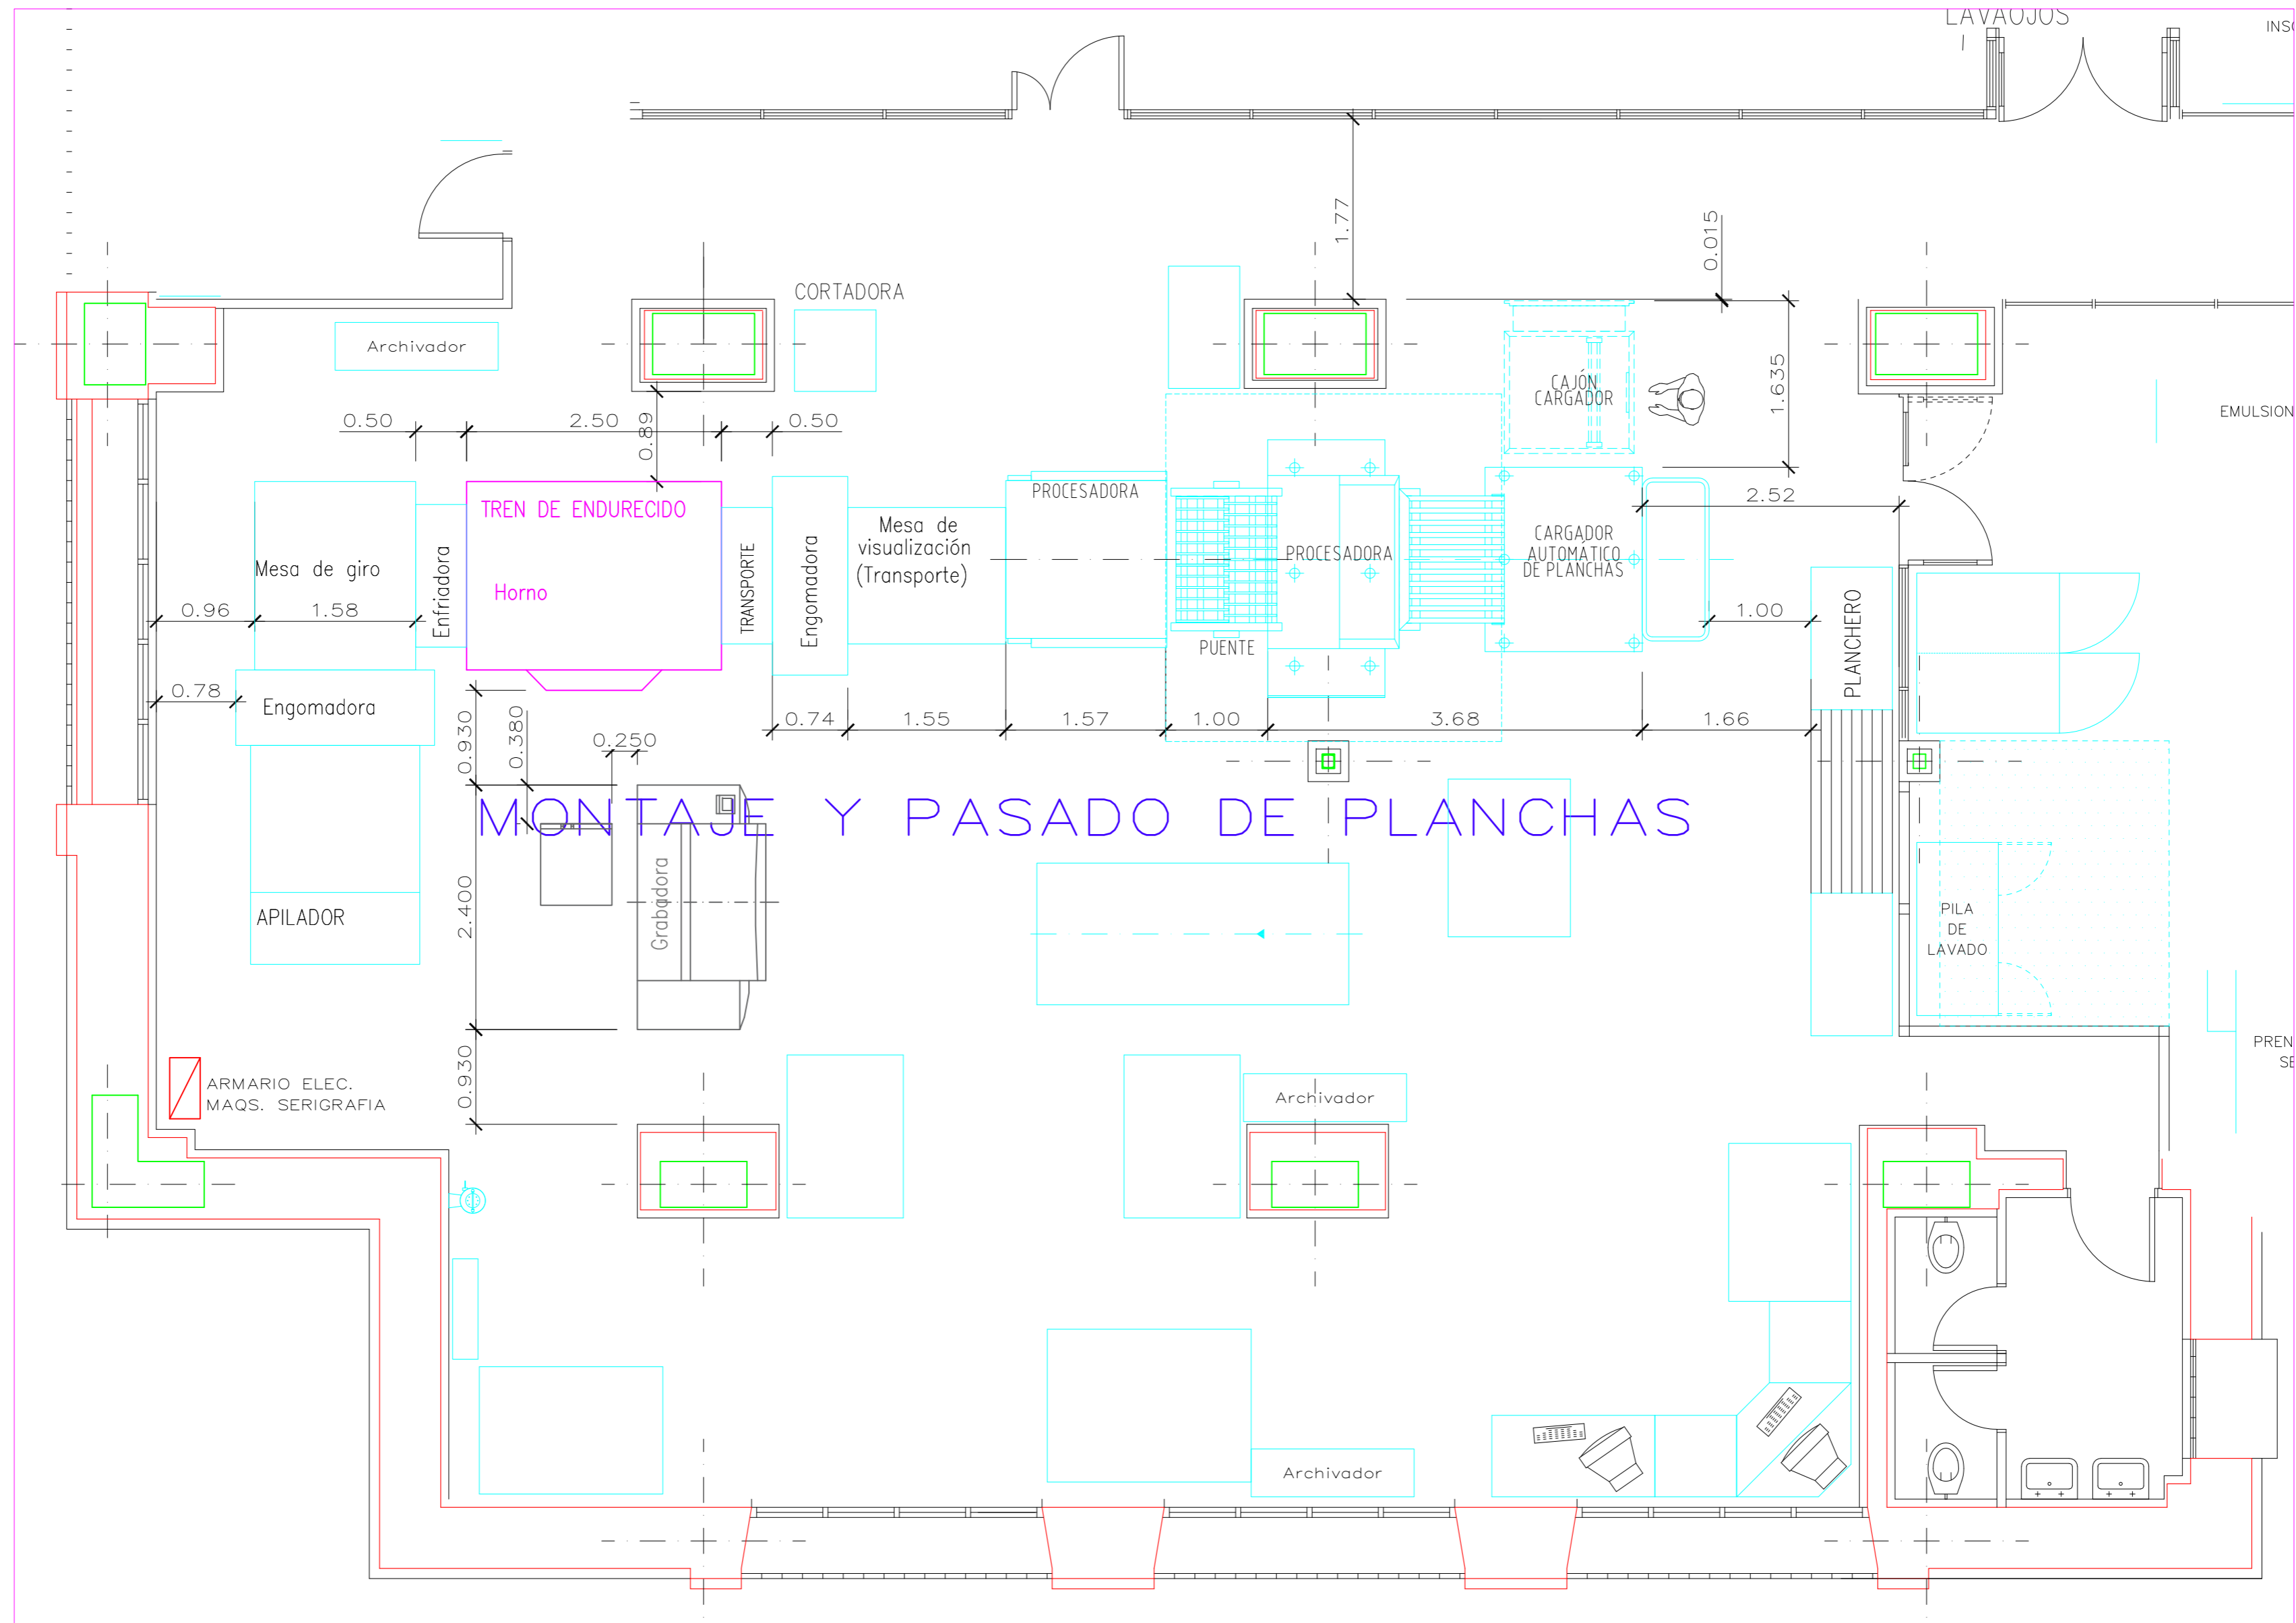 LAVAOJOS
1.77
0.015
CORTADORA
Archivador
CAJÓN
CARGADOR
1.635
EMULSION
0.50
2.50
0.89
0.50
2.52
TREN DE ENDURECIDO
Horno
PROCESADORA
Mesa de
visualización
(Transporte)
Mesa de giro
Enfriadora
TRANSPORTE
Engomadora
PROCESADORA
CARGADOR
AUTOMÁTICO
DE PLANCHAS
0.96
1.58
1.00
PLANCHERO
PUENTE
0.78
Engomadora
0.930
0.380
0.250
0.74
1.55
1.57
1.00
3.68
1.66
MONTAJE Y PASADO DE PLANCHAS
Grabadora
2.400
APILADOR
PILA
DE
LAVADO
0.930
ARMARIO ELEC.
MAQS. SERIGRAFIA
Archivador
PREN
SE
Archivador